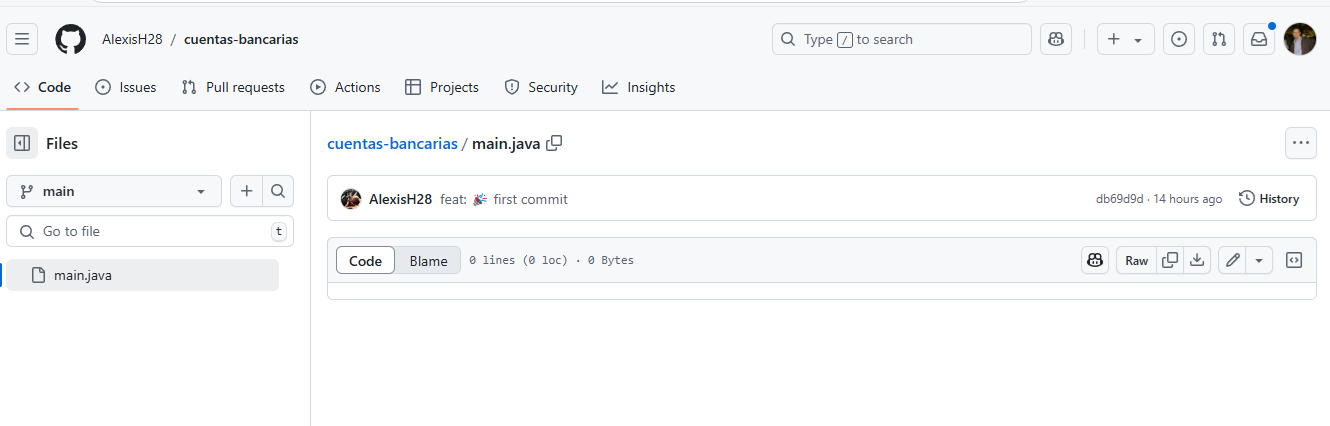 AlexisH28 / cuentas-bancarias
Type / to search
Code
Issues
Pull requests
Actions
Projects
Security
Insights
Files
main
Go to file
t
main.java
cuentas-bancarias / main.java
AlexisH28 feat: 🎉 first commit
db69d9d · 14 hours ago
History
Code
Blame
0 lines (0 loc) · 0 Bytes
Raw